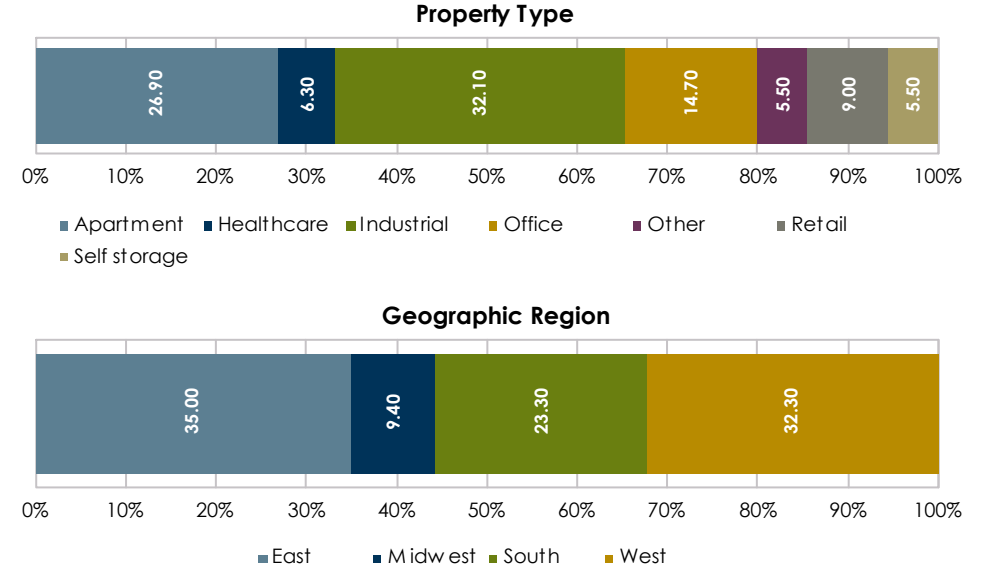 Property Type
26.90 6.30 32.10 14.70 5.50 9.00 5.50
0% 10% 20% 30% 40% 50% 60% 70% 80% 90% 100%
Apartment Healthcare Industrial Office Other Retail
Self storage
Geographic Region
35.00 9.40 23.30 32.30
0% 10% 20% 30% 40% 50% 60% 70% 80% 90% 100%
East Midwest South West